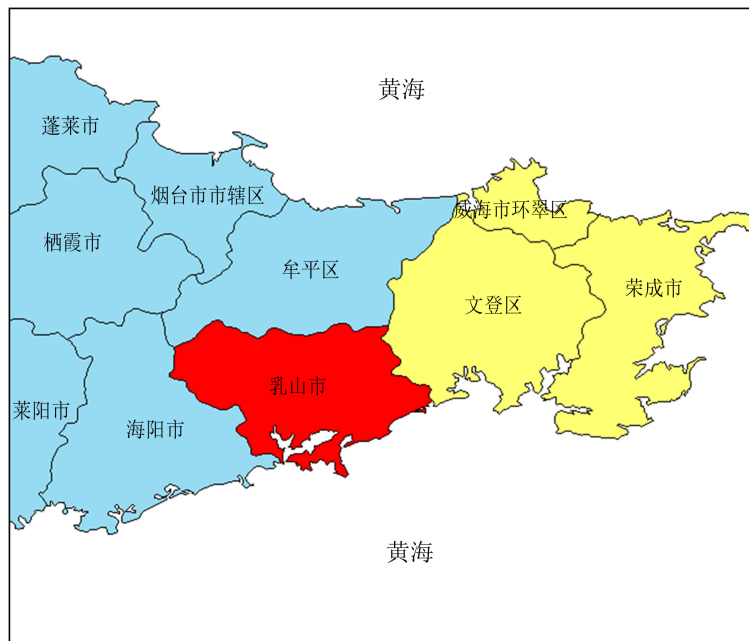 黄海
蓬莱市
烟台市市辖区
威海市环翠区
栖霞市
牟平区
荣成市
文登区
乳山市
莱阳市
海阳市
黄海